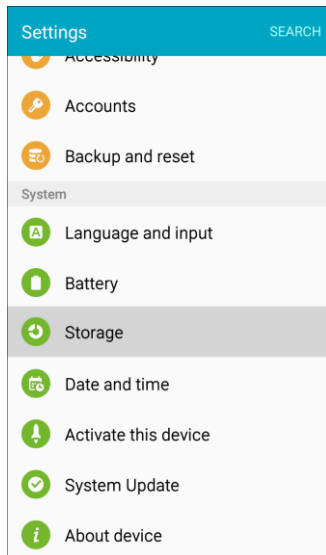 Settings SEARCH
Accessibility
Accounts
Backup and reset
System
Language and input
Battery
Storage
Date and time
Activate this device
System Update
About device